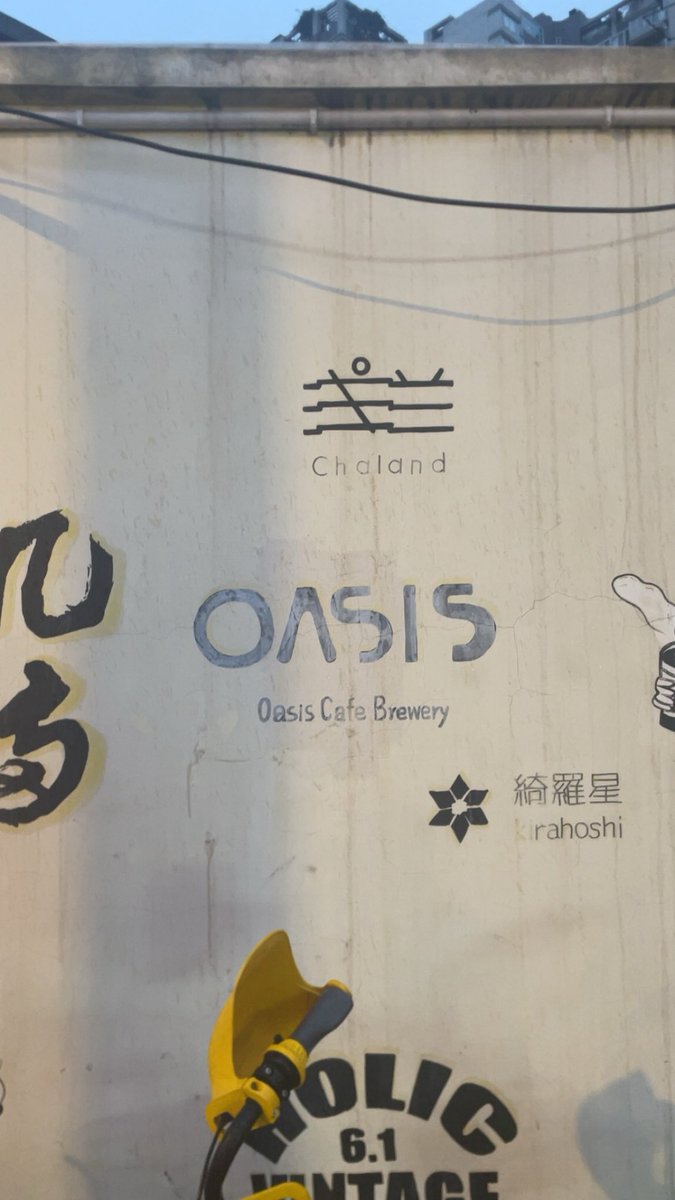 Chaland
OASIS
Oasis Cafe Brewery
綺羅星
kirahoshi
HOLIC
6.1
VINTAGE